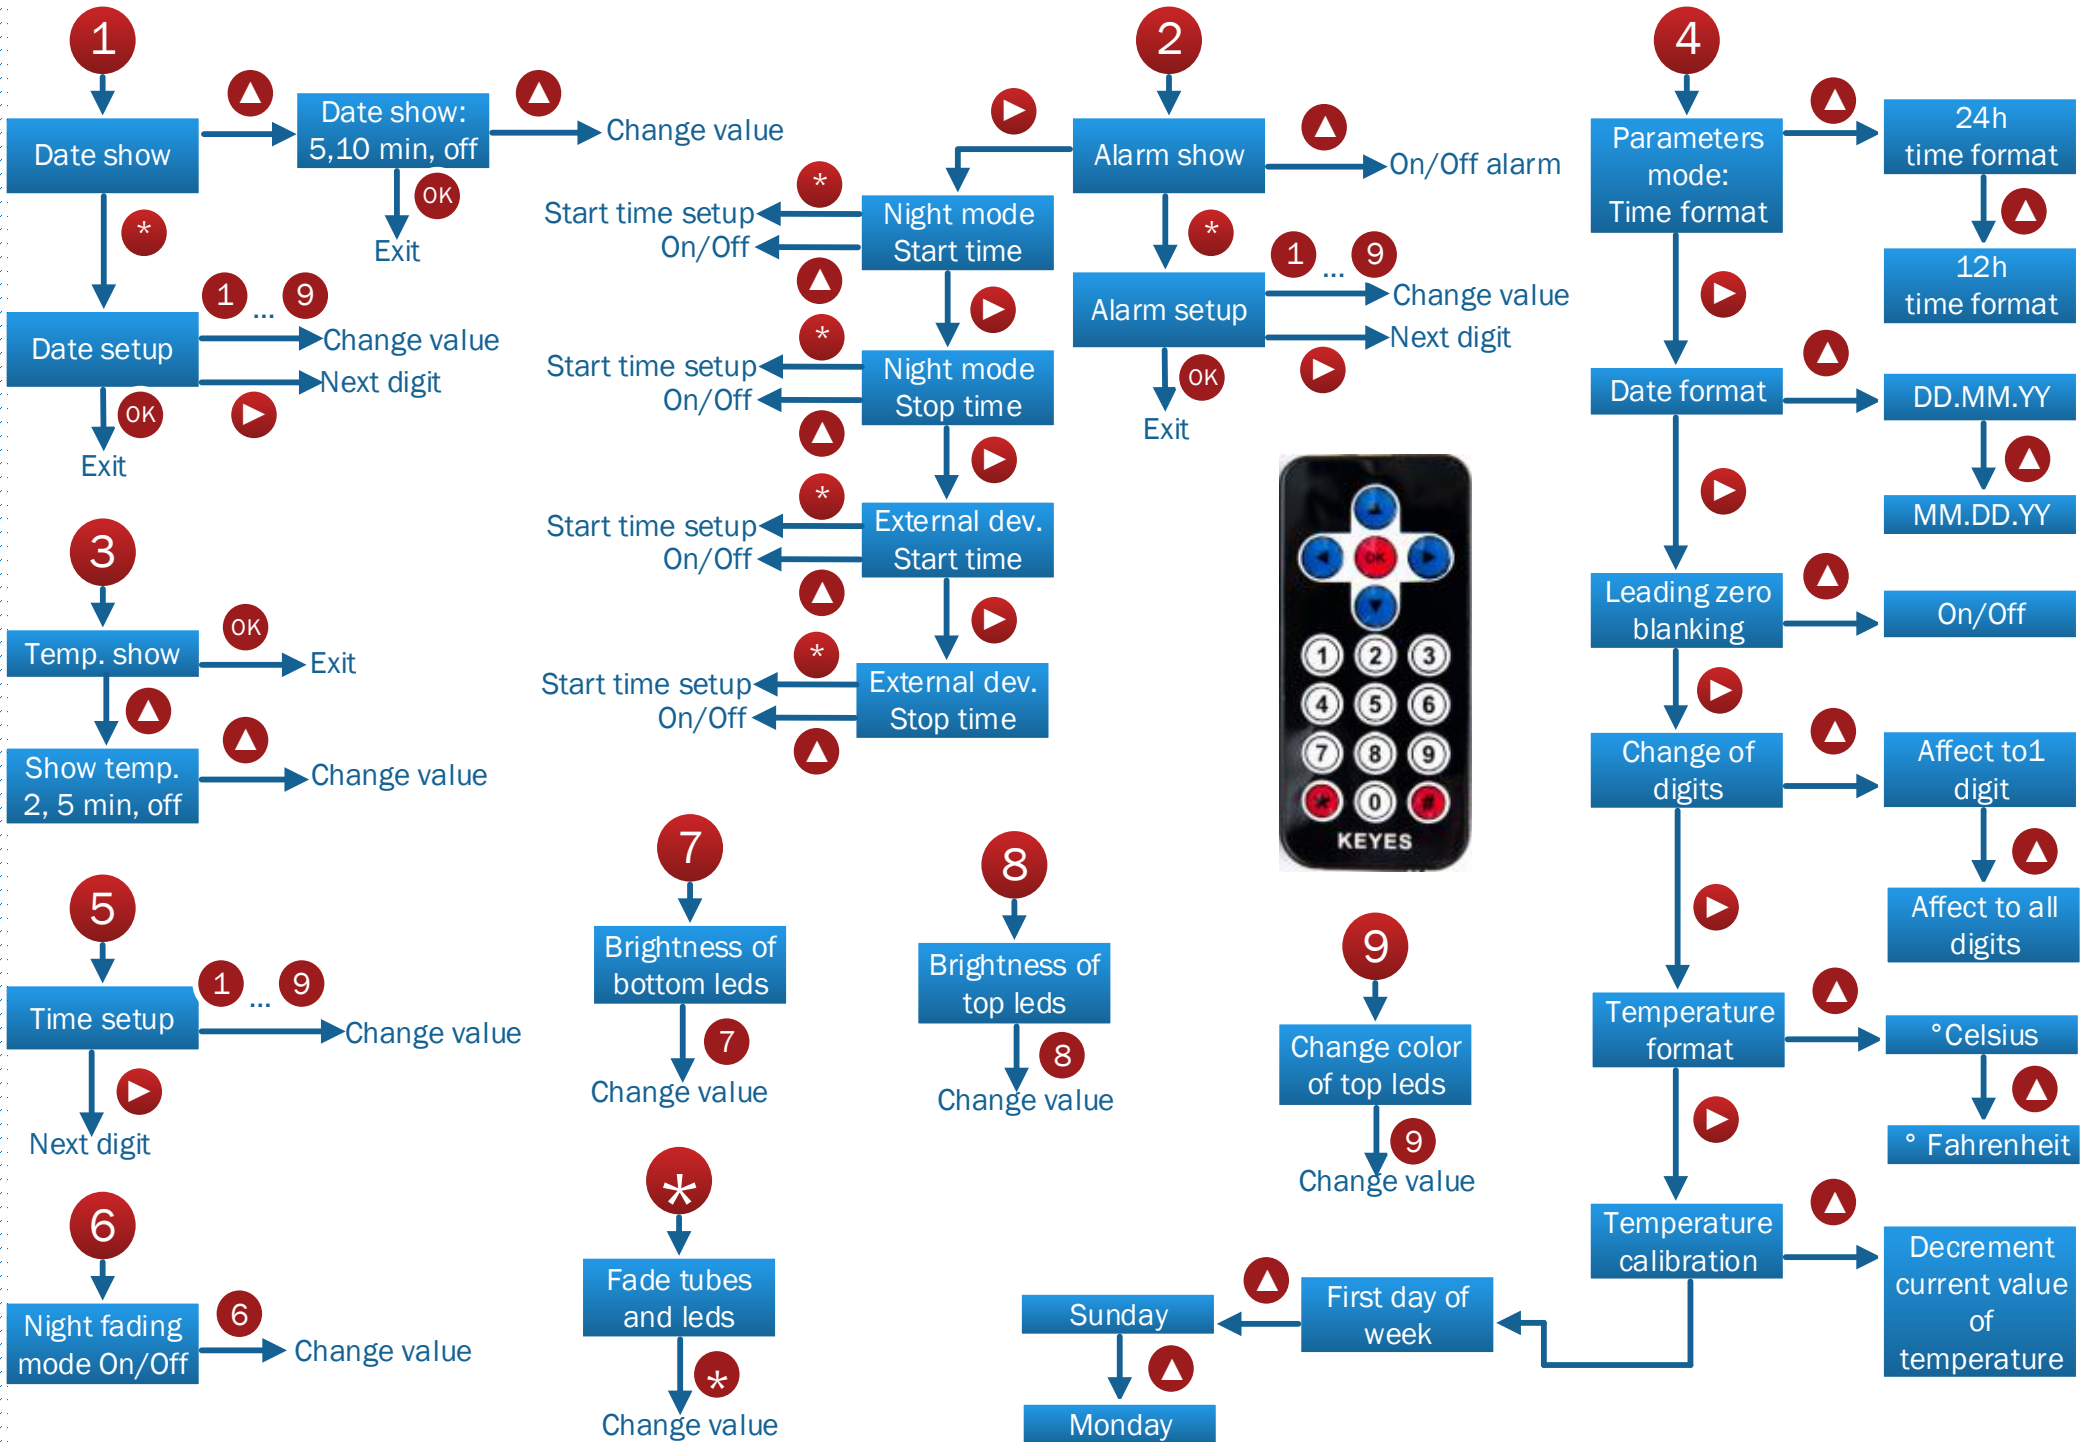 1
Date show
Date show:
5,10 min, off
Change value
OK
Exit
*
Date setup
1 ... 9
Change value
Next digit
OK
Exit
2
Alarm show
On/Off alarm
*
Alarm setup
1 ... 9
Change value
Next digit
OK
Exit
*
Start time setup
On/Off
Night mode
Start time
*
Start time setup
On/Off
Night mode
Stop time
*
Start time setup
On/Off
External dev.
Start time
*
Start time setup
On/Off
External dev.
Stop time
3
Temp. show
OK
Exit
Show temp.
2, 5 min, off
Change value
4
Parameters
mode:
Time format
24h
time format
12h
time format
Date format
DD.MM.YY
MM.DD.YY
Leading zero
blanking
On/Off
Change of
digits
Affect to1
digit
Affect to all
digits
Temperature
format
°Celsius
° Fahrenheit
Temperature
calibration
Decrement
current value
of
temperature
First day of
week
Sunday
Monday
OK
1 2 3
4 5 6
7 8 9
* 0 #
KEYES
5
Time setup
1 ... 9
Change value
Next digit
6
Night fading
mode On/Off
6
Change value
7
Brightness of
bottom leds
7
Change value
8
Brightness of
top leds
8
Change value
9
Change color
of top leds
9
Change value
*
Fade tubes
and leds
*
Change value